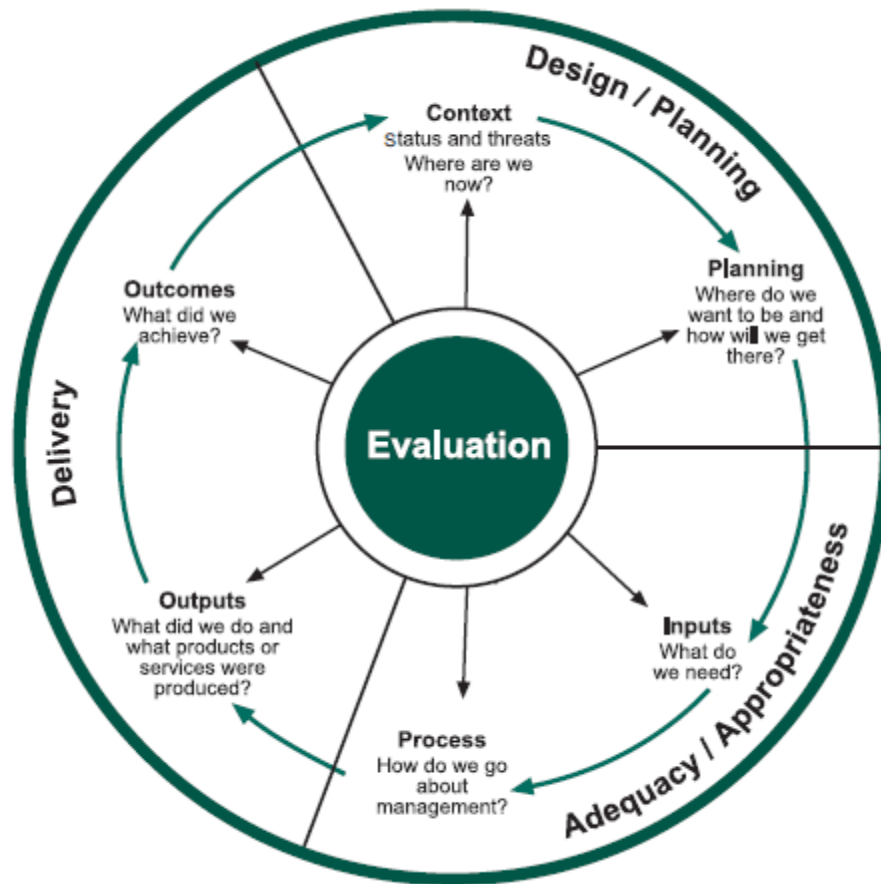 Design / Planning
Context
Status and threats
Where are we
now?
Planning
Where do we
want to be and
how will we get
there?
Outcomes
What did we
achieve?
Delivery
Evaluation
Outputs
What did we do and
what products or
services were
produced?
Inputs
What do
we need?
Process
How do we go
about
management?
Adequacy / Appropriateness